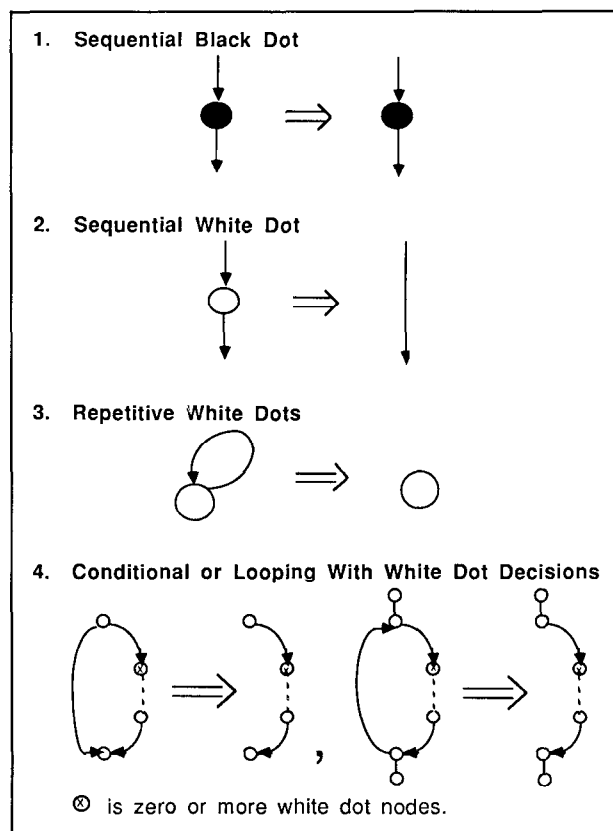 1. Sequential Black Dot
2. Sequential White Dot
3. Repetitive White Dots
4. Conditional or Looping With White Dot Decisions
x x , x x
ⓧ is zero or more white dot nodes.